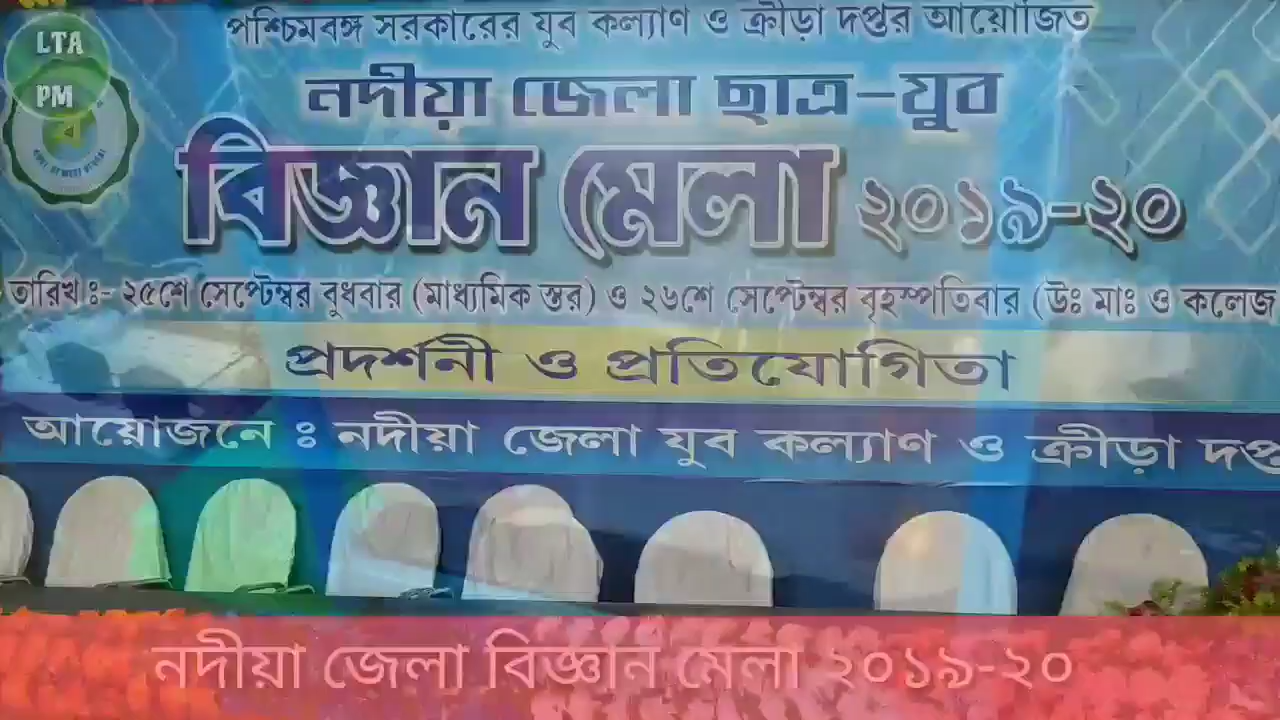 পশ্চিমবঙ্গ সরকারের যুব কল্যাণ ও ক্রীড়া দপ্তর আয়োজিত
LTA
PM
নদীয়া জেলা ছাত্র-যুব
বিজ্ঞান মেলা ২০১৯-২০
তারিখ ঃ- ২৫শে সেপ্টেম্বর বুধবার (মাধ্যমিক স্তর) ও ২৬শে সেপ্টেম্বর বৃহস্পতিবার (উঃ মাঃ ও কলেজ
প্রদর্শনী ও প্রতিযোগিতা
আয়োজনে ঃ নদীয়া জেলা যুব কল্যাণ ও ক্রীড়া দপ্ত
নদীয়া জেলা বিজ্ঞান মেলা ২০১৯-২০